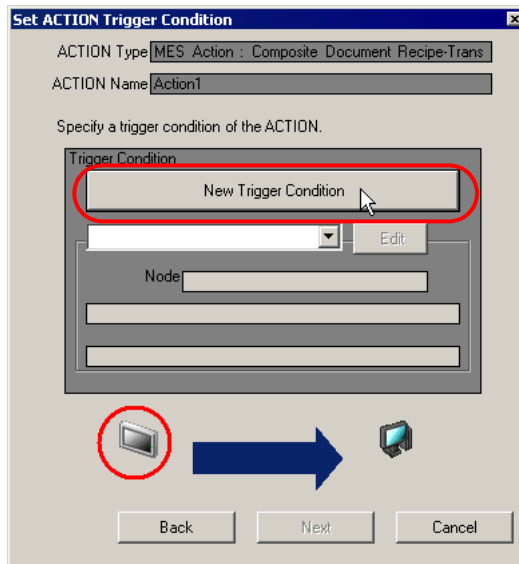 Set ACTION Trigger Condition
ACTION Type MES Action : Composite Document Recipe-Trans
ACTION Name Action1
Specify a trigger condition of the ACTION.
Trigger Condition
New Trigger Condition
Edit
Node
Back Next Cancel